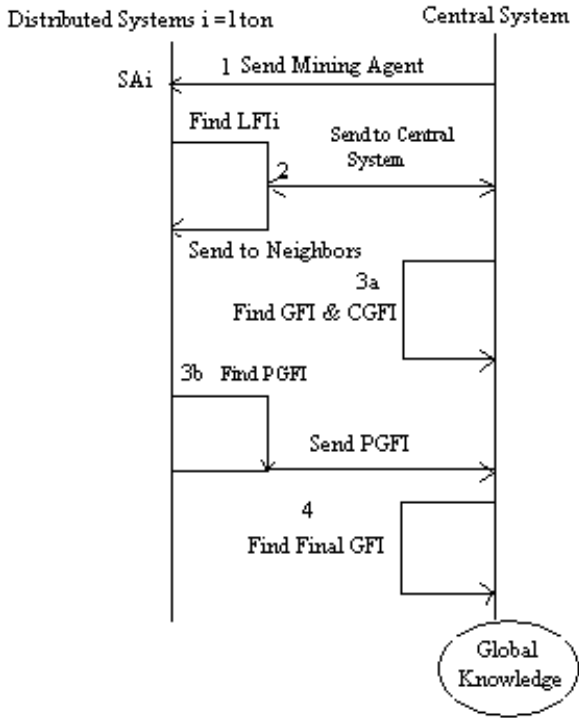 Distributed Systems i =1 to n
Central System
SAi
1 Send Mining Agent
Find LFIi
Send to Central
System
2
Send to Neighbors
3a
Find GFI & CGFI
3b Find PGFI
Send PGFI
4
Find Final GFI
Global
Knowledge